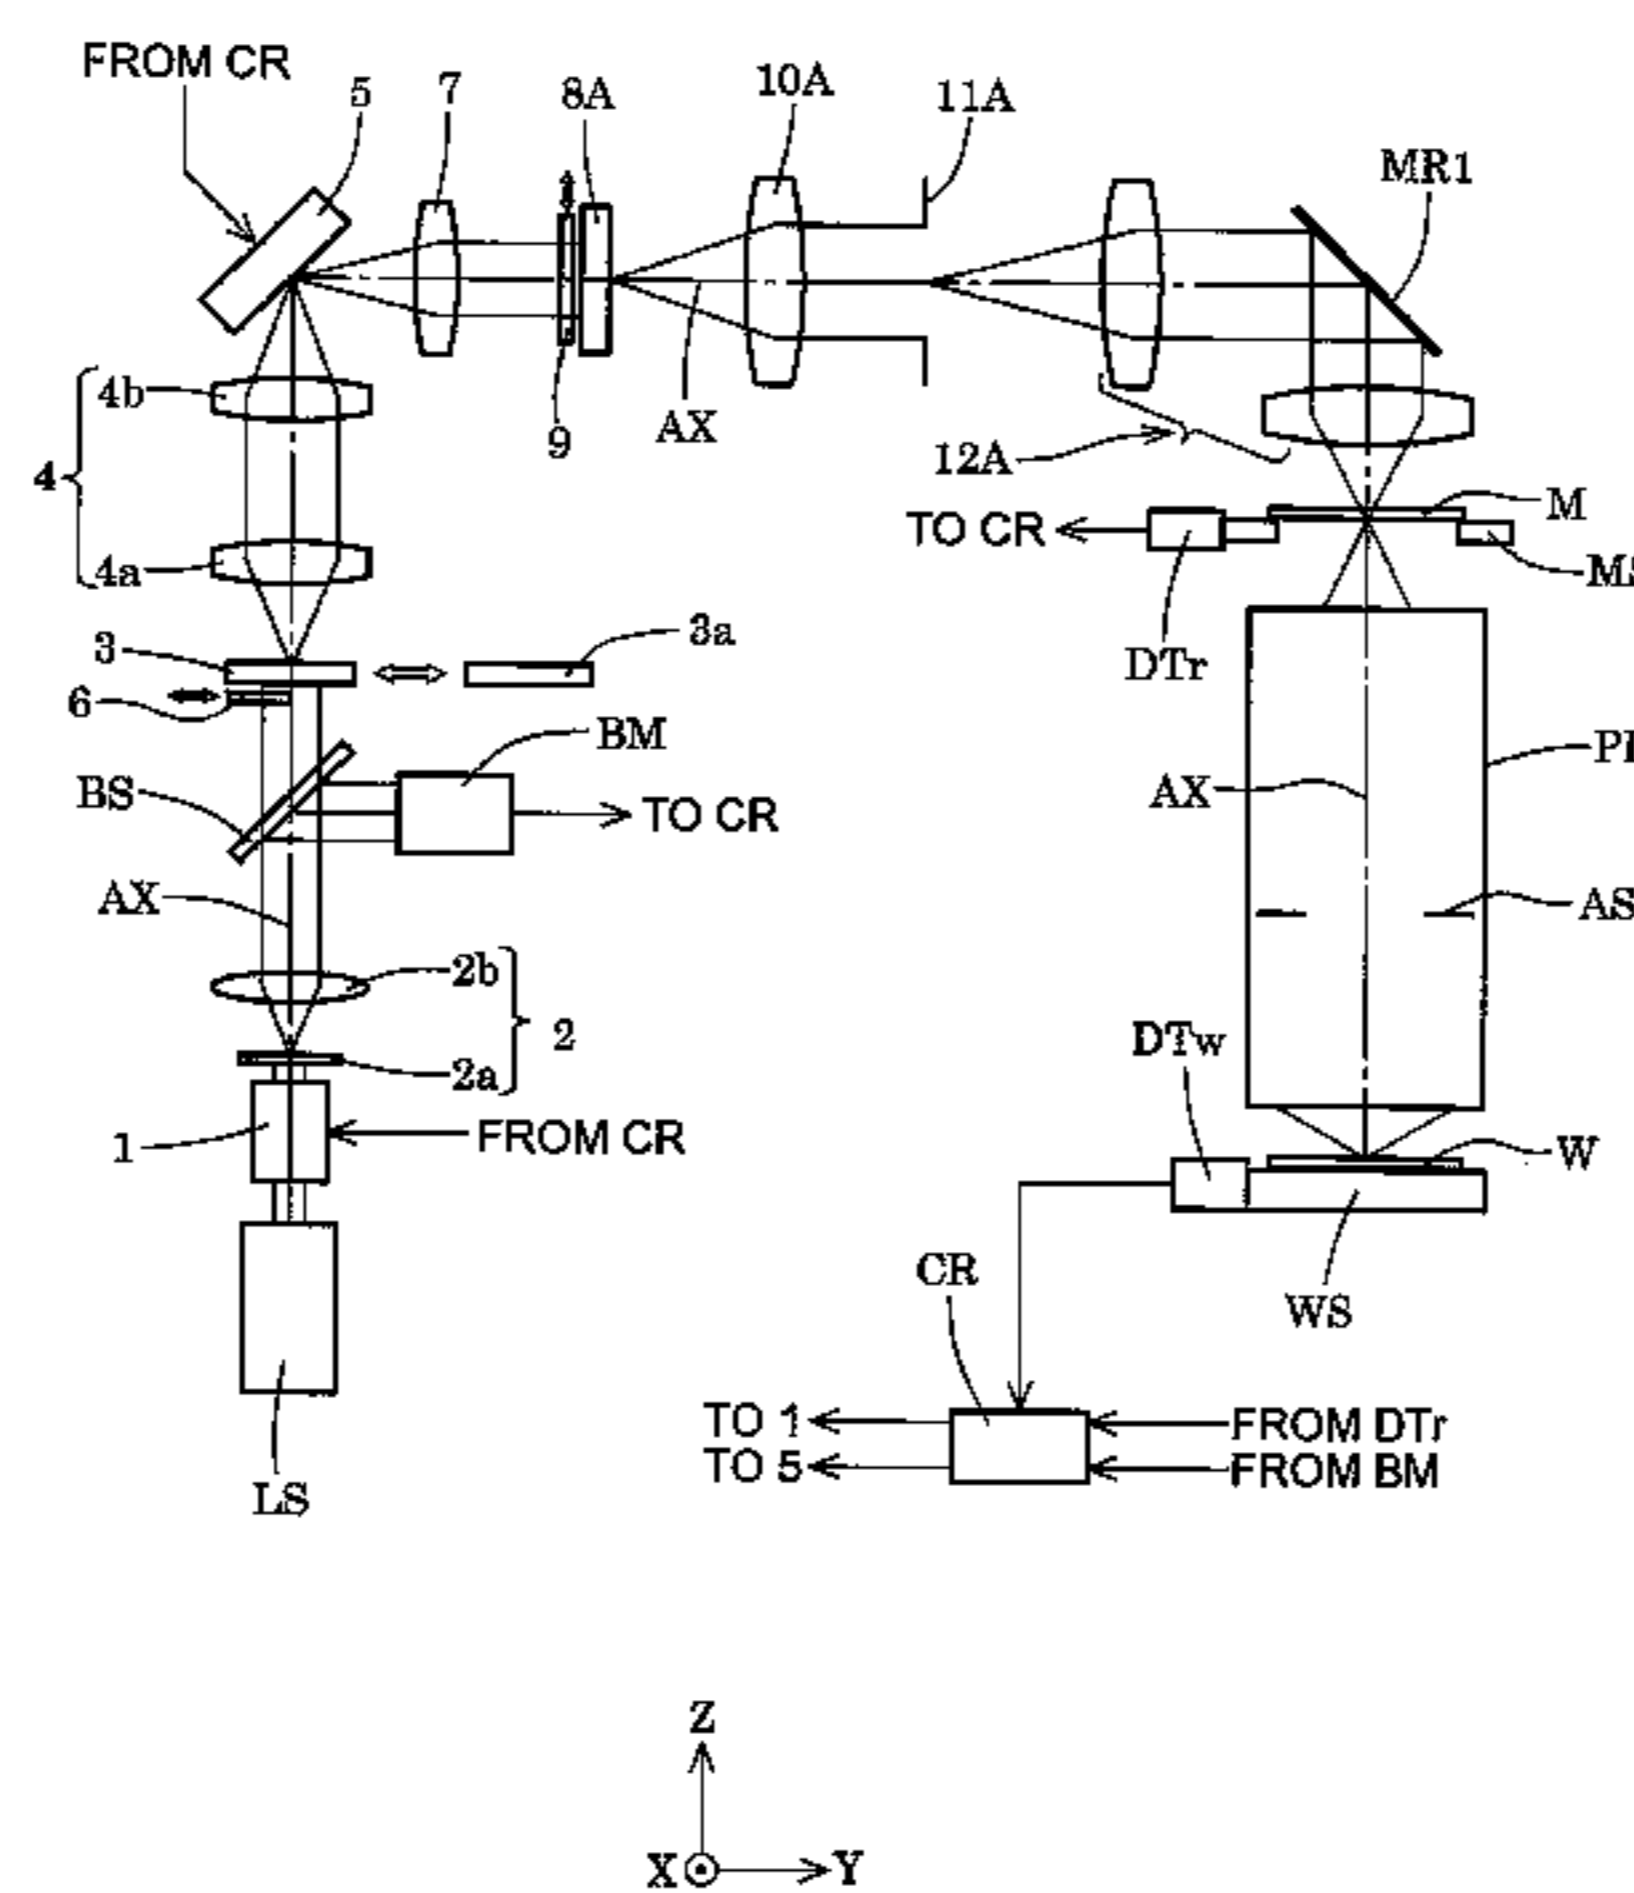 FROM CR
5
7
8A
10A
11A
MR1
4b
4
4a
9
AX
12A
TO CR
M
DTr
3
3a
6
BM
BS
TO CR
AX
AX
AS
2b
2
2a
DTw
1
FROM CR
W
CR
WS
LS
TO 1
FROM DTr
TO 5
FROM BM
Z
X
Y